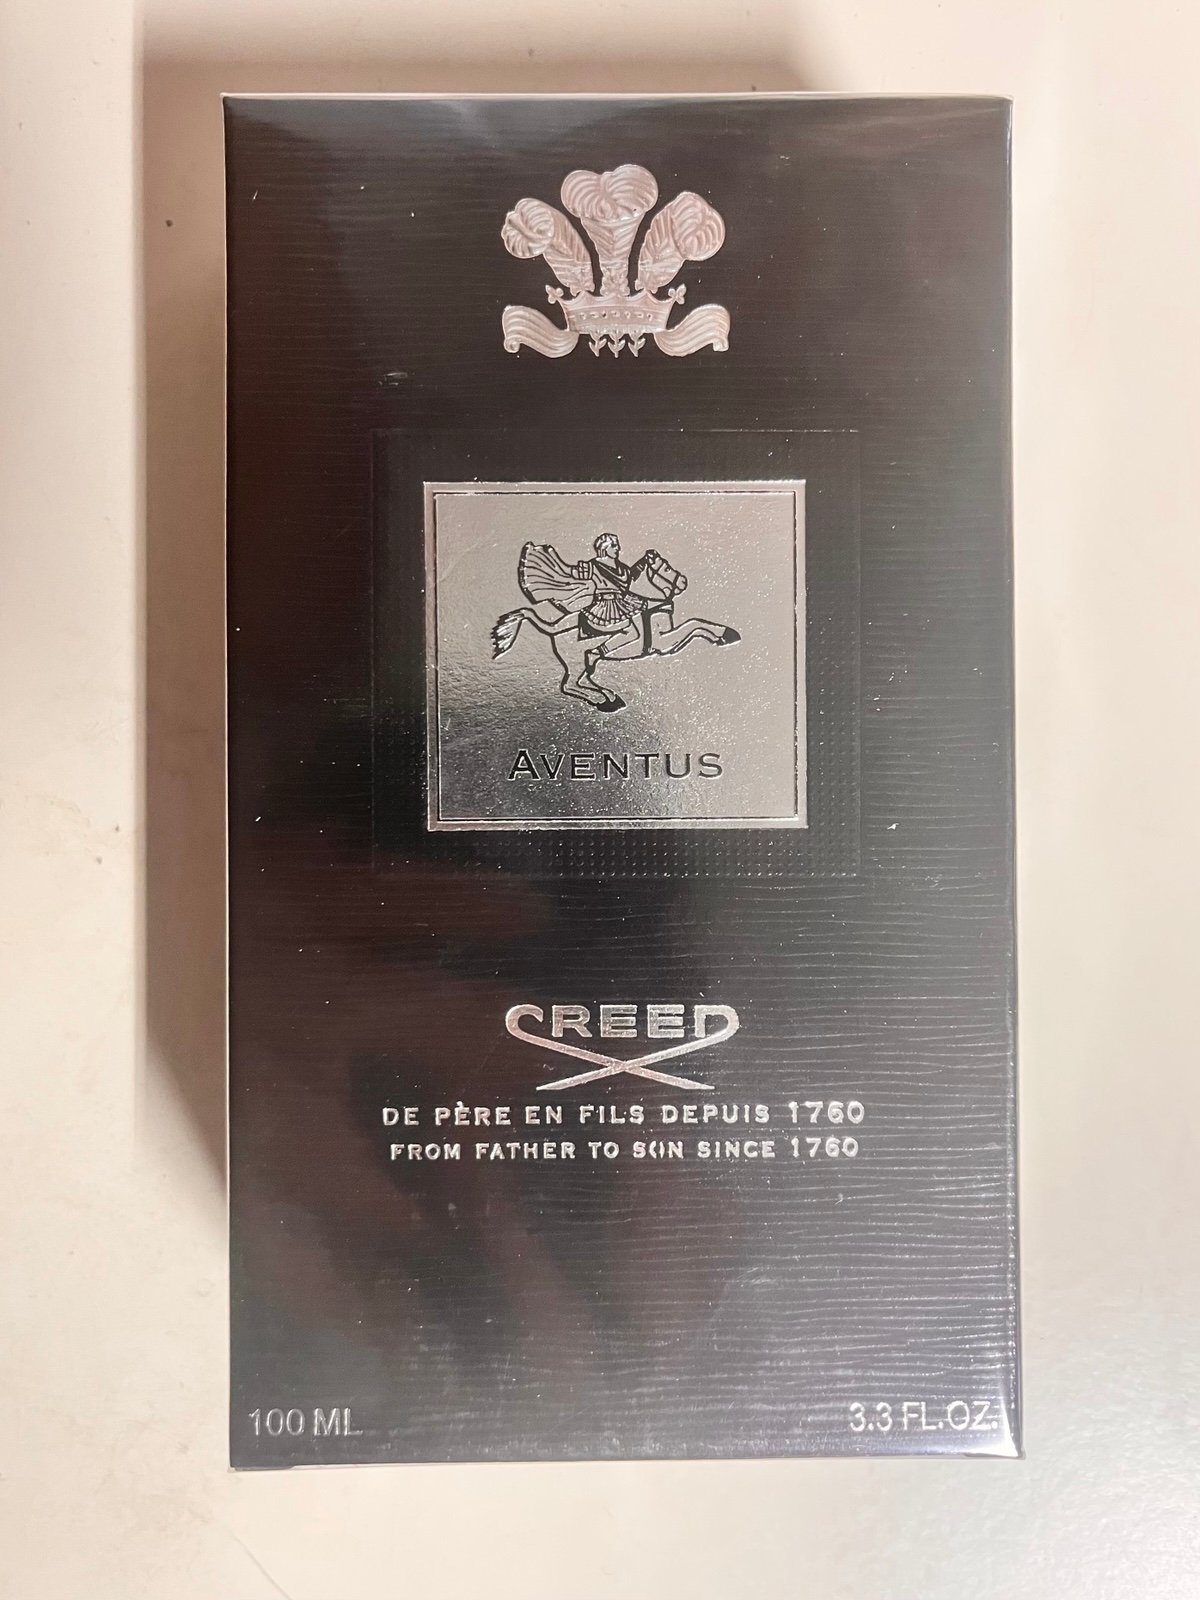 AVENTUS
CREED
DE PÈRE EN FILS DEPUIS 1760
FROM FATHER TO SON SINCE 1760
100 ML
3.3 FL.OZ.